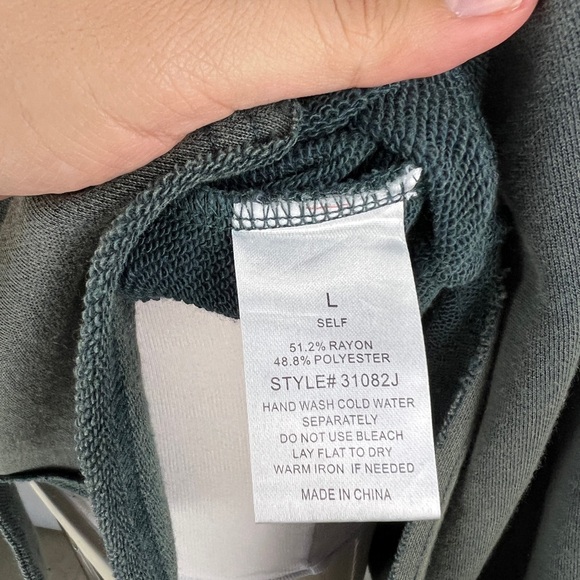 L
SELF
51.2% RAYON
48.8% POLYESTER
STYLE# 31082J
HAND WASH COLD WATER
SEPARATELY
DO NOT USE BLEACH
LAY FLAT TO DRY
WARM IRON IF NEEDED
MADE IN CHINA